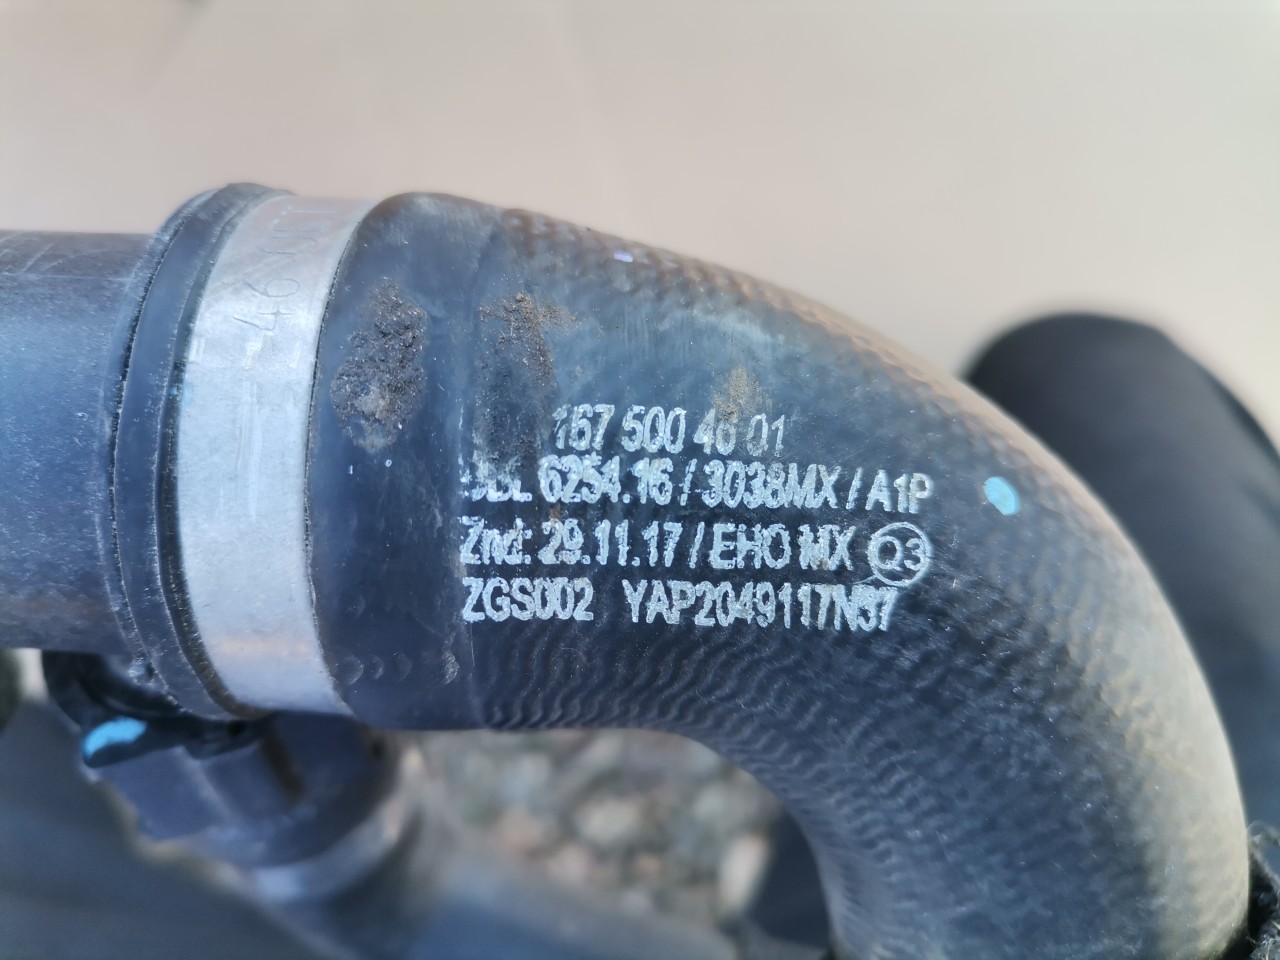 167 500 46 01
DBL 6254.16 / 3038MX / A1P
Znd: 29.11.17 / EHO MX Q3
ZGS002 YAP2049117N37